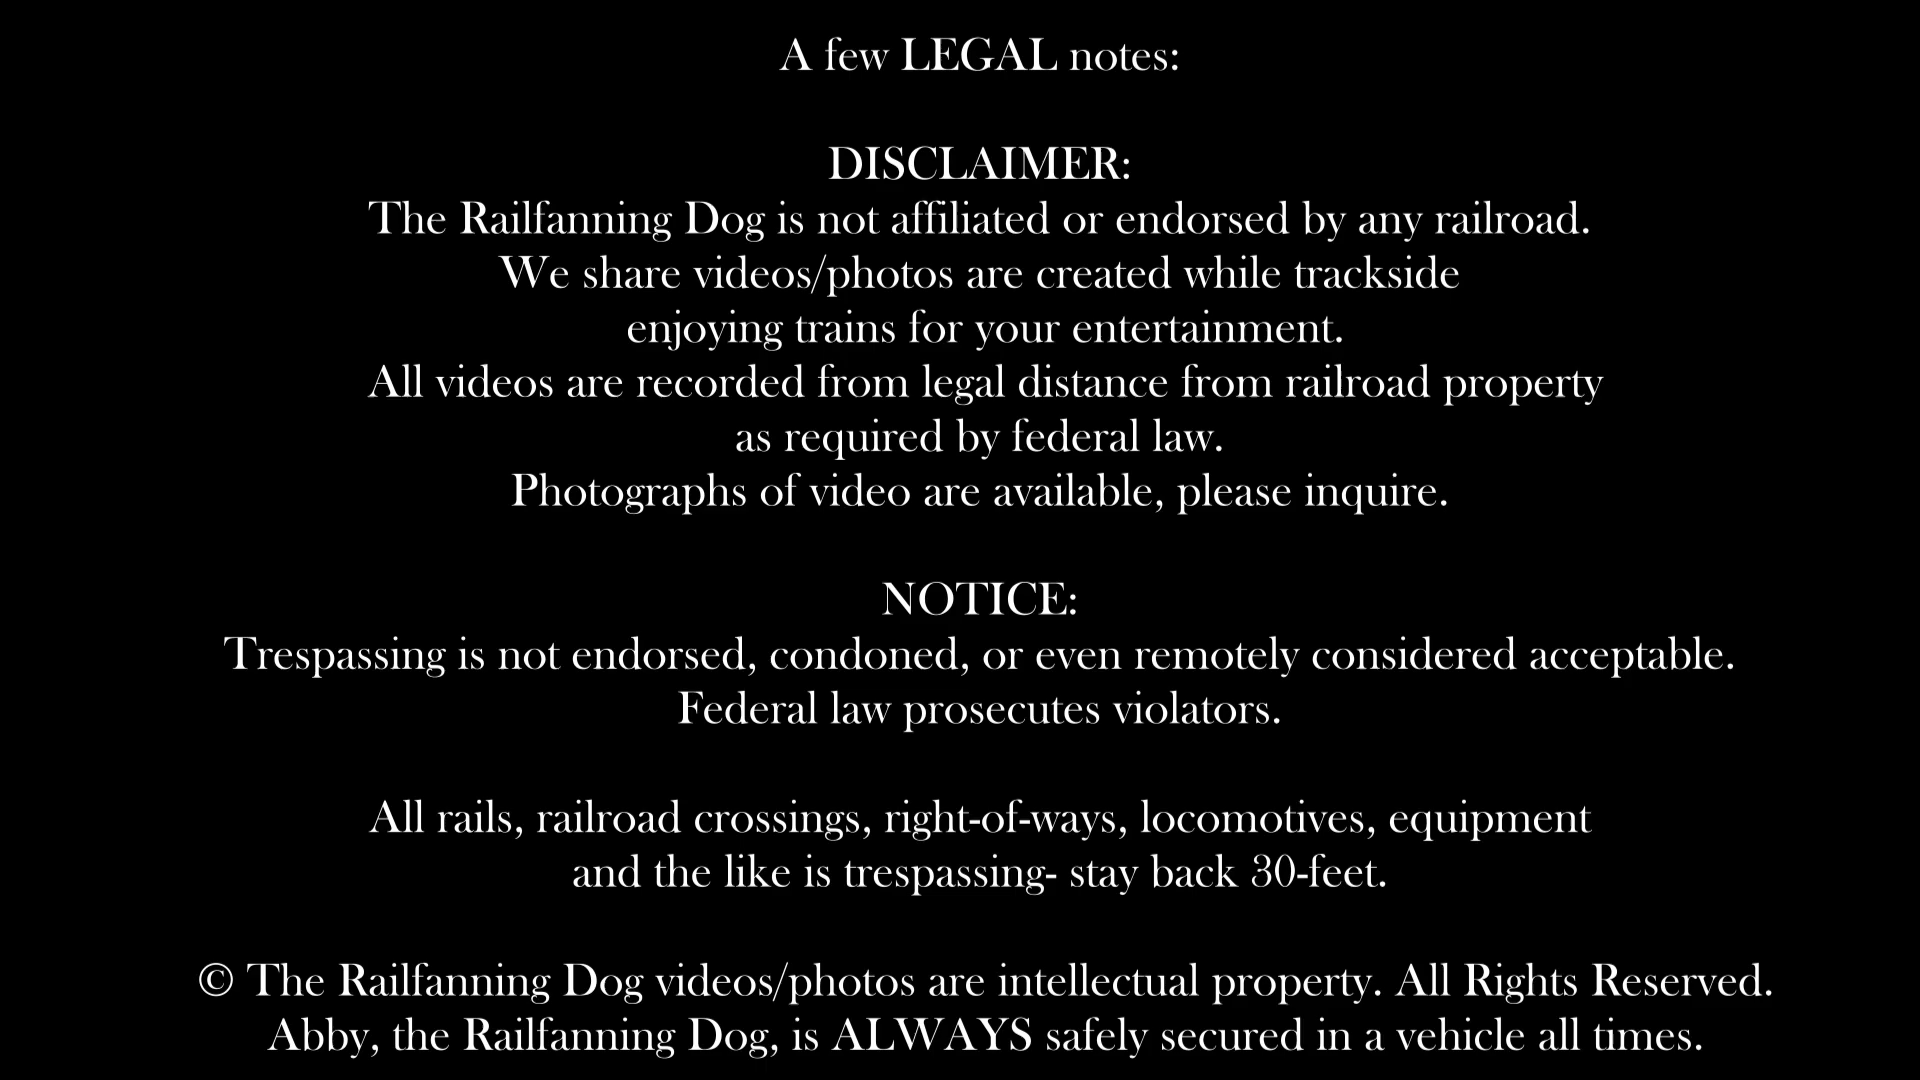 A few LEGAL notes:
DISCLAIMER:
The Railfanning Dog is not affiliated or endorsed by any railroad.
We share videos/photos are created while trackside
enjoying trains for your entertainment.
All videos are recorded from legal distance from railroad property
as required by federal law.
Photographs of video are available, please inquire.
NOTICE:
Trespassing is not endorsed, condoned, or even remotely considered acceptable.
Federal law prosecutes violators.
All rails, railroad crossings, right-of-ways, locomotives, equipment
and the like is trespassing- stay back 30-feet.
© The Railfanning Dog videos/photos are intellectual property. All Rights Reserved.
Abby, the Railfanning Dog, is ALWAYS safely secured in a vehicle all times.